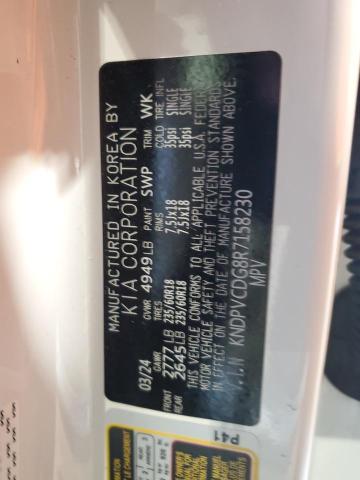 MANUFACTURED IN KOREA BY
KIA CORPORATION
03/24 GVWR 4949LB PAINT SWP TRIM WK
GAWR TIRES RIMS COLD TIRE INFL
FRONT 2777LB 235/60R18 7.5Jx18 35psi SINGLE
REAR 2645LB 235/60R18 7.5Jx18 35psi SINGLE
THIS VEHICLE CONFORMS TO ALL APPLICABLE U.S.A. FEDERAL
MOTOR VEHICLE SAFETY AND THEFT PREVENTION STANDARDS
IN EFFECT ON THE DATE OF MANUFACTURE SHOWN ABOVE.
V.I.N KNDPVCDG8R7158230
MPV